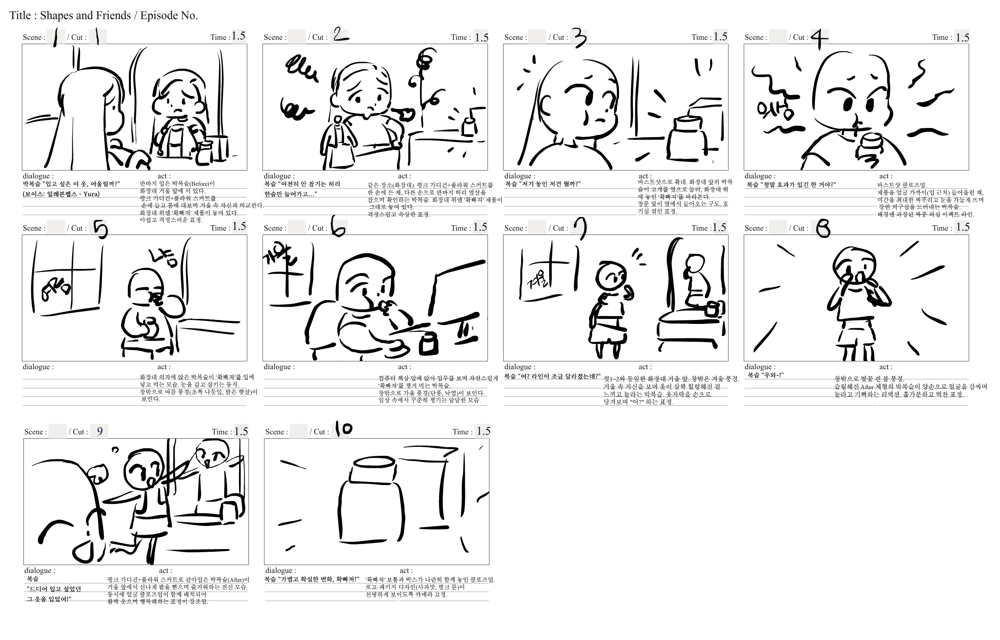 Title : Shapes and Friends / Episode No.
Scene : 1 / Cut : 1 Time : 1.5
dialogue : act :
박복슬 "입고 싶은 이 옷, 어울릴까?"
(보이스: 일레븐랩스 - Yura)
반바지 입은 박복슬(Before)이
화장대 거울 앞에 서 있다.
핑크 가디건+플라워 스커트를
손에 들고 몸에 대보며 거울 속 자신과 비교한다.
화장대 위엔 '확빠져' 제품이 놓여 있다.
아쉽고 걱정스러운 표정.
Scene : / Cut : 2 Time : 1.5
dialogue : act :
복슬 "여전히 안 잠기는 허리
한숨만 늘어가고..."
같은 장소(화장대). 핑크 가디건+플라워 스커트를
한 손에 든 채, 다른 손으로 반바지 허리 옆살을
잡으며 확인하는 박복슬. 화장대 위엔 '확빠져' 제품이
그대로 놓여 있다.
걱정스럽고 속상한 표정.
Scene : / Cut : 3 Time : 1.5
dialogue : act :
복슬 "저기 놓인 저건 뭘까?"
바스트샷으로 확대. 화장대 앞의 박복
슬이 고개를 옆으로 돌려, 화장대 위
에 놓인 '확빠져'를 바라본다.
창문 빛이 옆에서 들어오는 구도. 호
기심 섞인 표정.
Scene : / Cut : 4 Time : 1.5
의심
dialogue : act :
복슬 "정말 효과가 있긴 한 거야?"
바스트샷 클로즈업.
제품을 얼굴 가까이(입 근처) 들어올린 채,
미간을 최대한 찌푸리고 눈을 가늘게 뜨며
강한 의구심을 드러내는 박복슬.
배경엔 과장된 짜증·의심 이펙트 라인.
Scene : / Cut : 5 Time : 1.5
냠
여름
dialogue : act :
화장대 의자에 앉은 박복슬이 '확빠져'를 입에
넣고 먹는 모습. 눈을 감고 삼키는 동작.
창밖으로 여름 풍경(초록 나뭇잎, 밝은 햇살)이
보인다.
Scene : / Cut : 6 Time : 1.5
가을
dialogue : act :
컴퓨터 책상 앞에 앉아 업무를 보며 자연스럽게
'확빠져'를 챙겨 먹는 박복슬.
창밖으로 가을 풍경(단풍, 낙엽)이 보인다.
일상 속에서 꾸준히 챙기는 담담한 모습.
Scene : / Cut : 7 Time : 1.5
겨울
dialogue : act :
복슬 "어? 라인이 조금 달라졌는데?"
컷1~2와 동일한 화장대 거울 앞. 창밖은 겨울 풍경.
거울 속 자신을 보며 옷이 살짝 헐렁해진 걸
느끼고 놀라는 박복슬. 옷자락을 손으로
당겨보며 "어?" 하는 표정.
Scene : / Cut : 8 Time : 1.5
dialogue : act :
복슬 "우와~!"
창밖으로 벚꽃 핀 봄 풍경.
슬림해진 After 체형의 박복슬이 양손으로 얼굴을 감싸며
놀라고 기뻐하는 리액션. 홀가분하고 벅찬 표정.
Scene : / Cut : 9 Time : 1.5
dialogue : act :
복슬
"드디어 입고 싶었던
그 옷을 입었어!"
핑크 가디건+플라워 스커트로 갈아입은 박복슬(After)이
거울 앞에서 신나게 팔을 뻗으며 즐거워하는 전신 모습.
동시에 얼굴 클로즈업이 함께 배치되어
활짝 웃으며 행복해하는 표정이 강조됨.
Scene : / Cut : 10 Time : 1.5
dialogue : act :
복슬 "가볍고 확실한 변화, 확빠져!"
'확빠져' 보틀과 박스가 나란히 함께 놓인 클로즈업.
로고·패키지 디자인(사과맛, 핑크 톤)이
선명하게 보이도록 카메라 고정.